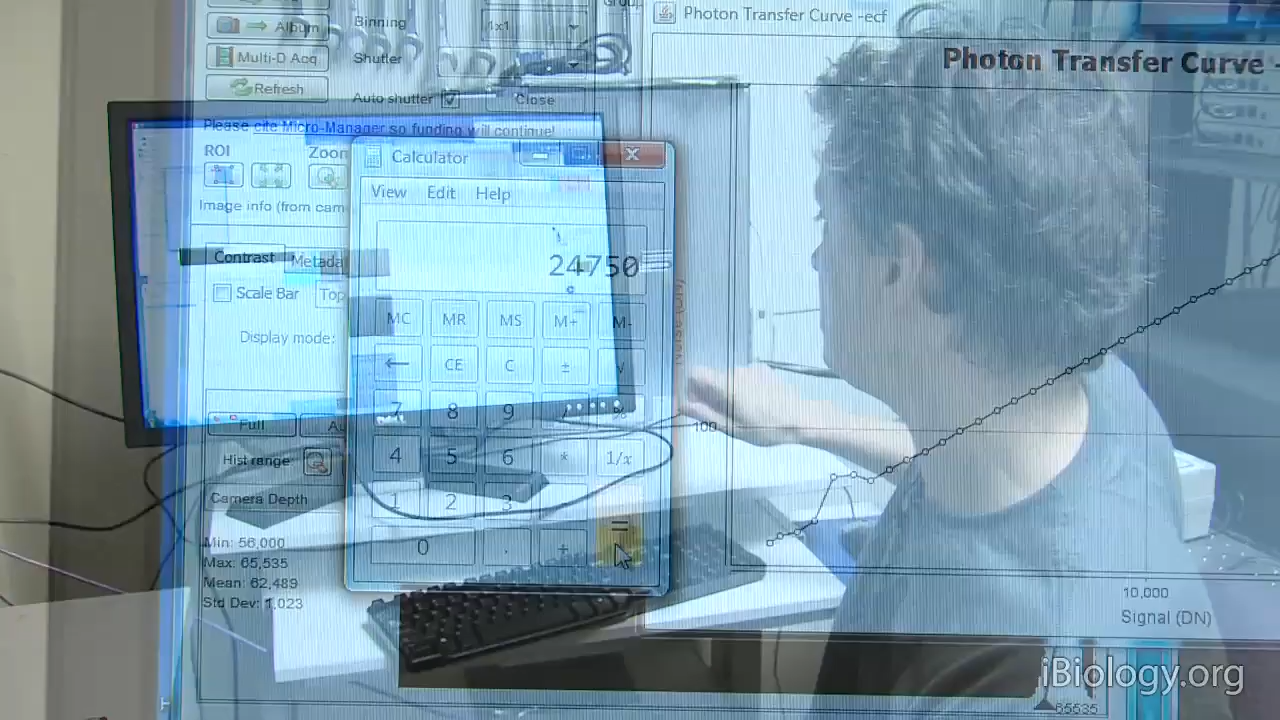 Album
Multi-D Acq
Refresh
Binning
1x1
Shutter
Auto shutter
Close
Please cite Micro-Manager so funding will continue!
ROI
Zoom
Image info (from cam
Contrast
Metada
Scale Bar
Top
Display mode:
Full
Au
Hist range:
Camera Depth
Min: 56,000
Max: 65,535
Mean: 62,489
Std Dev: 1,023
Calculator
View Edit Help
24750
MC MR MS M+ M-
← CE C ± √
7 8 9 / %
4 5 6 * 1/x
1 2 3 - =
0 . +
Photon Transfer Curve -ecf
Photon Transfer Curve -
100
10,000
Signal (DN)
65535
iBiology.org